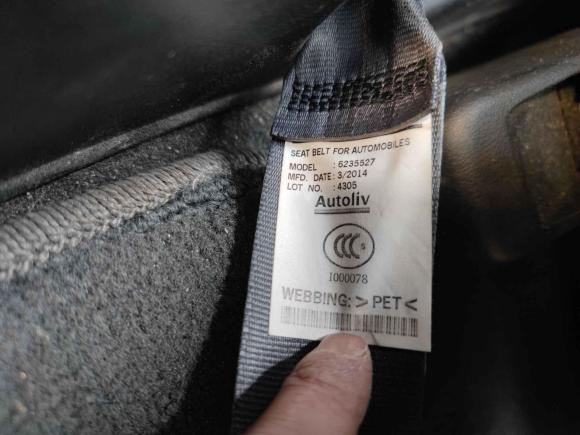 SEAT BELT FOR AUTOMOBILES
MODEL : 6235527
MFD. DATE : 3/2014
LOT NO. : 4305
Autoliv
CCC S
I000078
WEBBING: >PET<